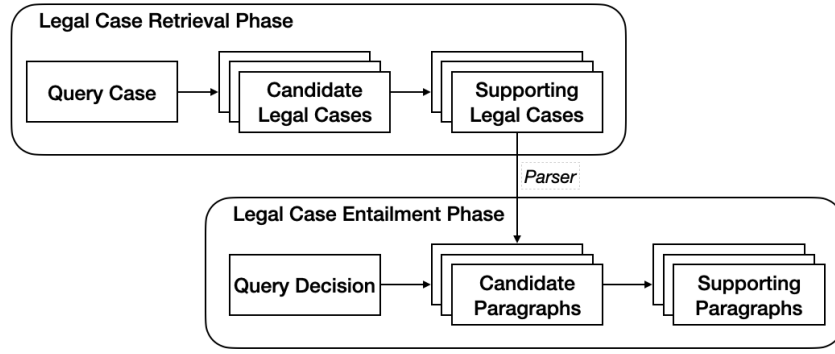 Legal Case Retrieval Phase
Query Case
Candidate
Legal Cases
Supporting
Legal Cases
Parser
Legal Case Entailment Phase
Query Decision
Candidate
Paragraphs
Supporting
Paragraphs